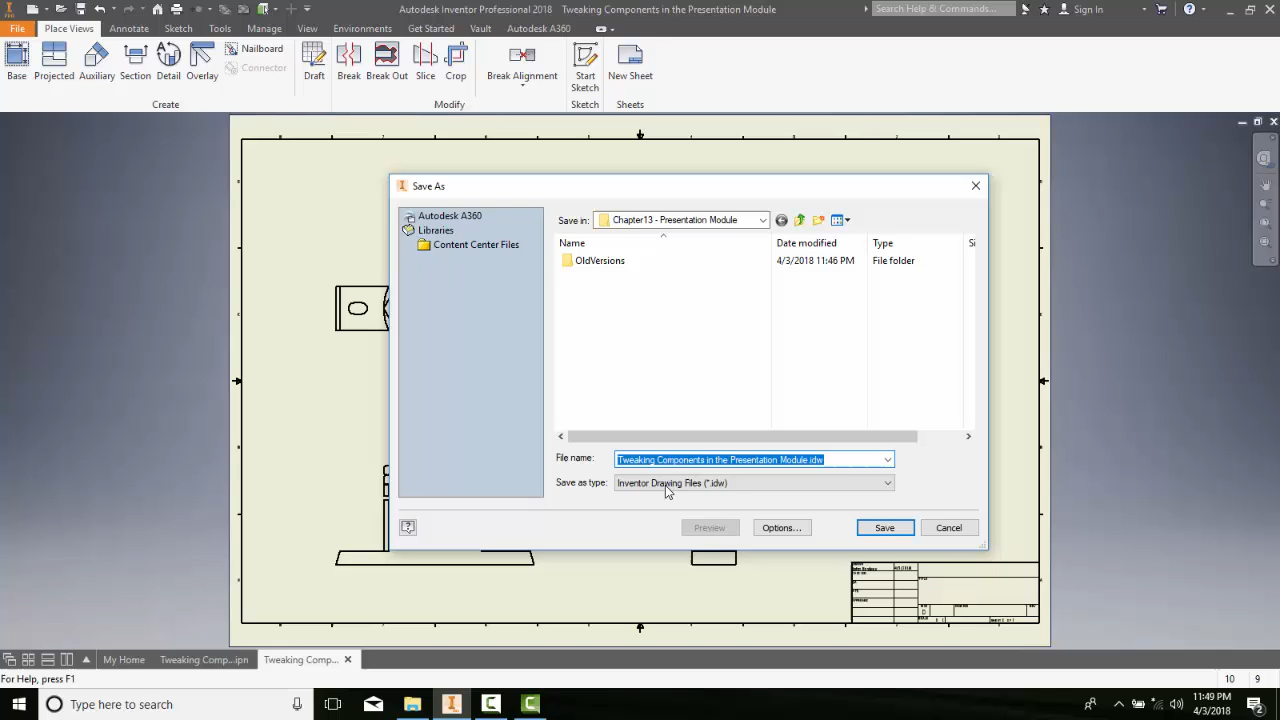 Autodesk Inventor Professional 2018 Tweaking Components in the Presentation Module
Search Help & Commands...
Sign In
File Place Views Annotate Sketch Tools Manage View Environments Get Started Vault Autodesk A360
Base Projected Auxiliary Section Detail Overlay
Nailboard
Connector
Draft
Break Break Out Slice Crop
Break Alignment
Start
Sketch
New Sheet
Create Modify Sketch Sheets
Save As
Autodesk A360
Libraries
Content Center Files
Save in: Chapter13 - Presentation Module
Name Date modified Type Si
OldVersions 4/3/2018 11:46 PM File folder
File name: Tweaking Components in the Presentation Module.idw
Save as type: Inventor Drawing Files (*.idw)
Preview Options... Save Cancel
My Home Tweaking Comp...ipn Tweaking Comp...
For Help, press F1
10 9
Type here to search
11:49 PM
4/3/2018
2